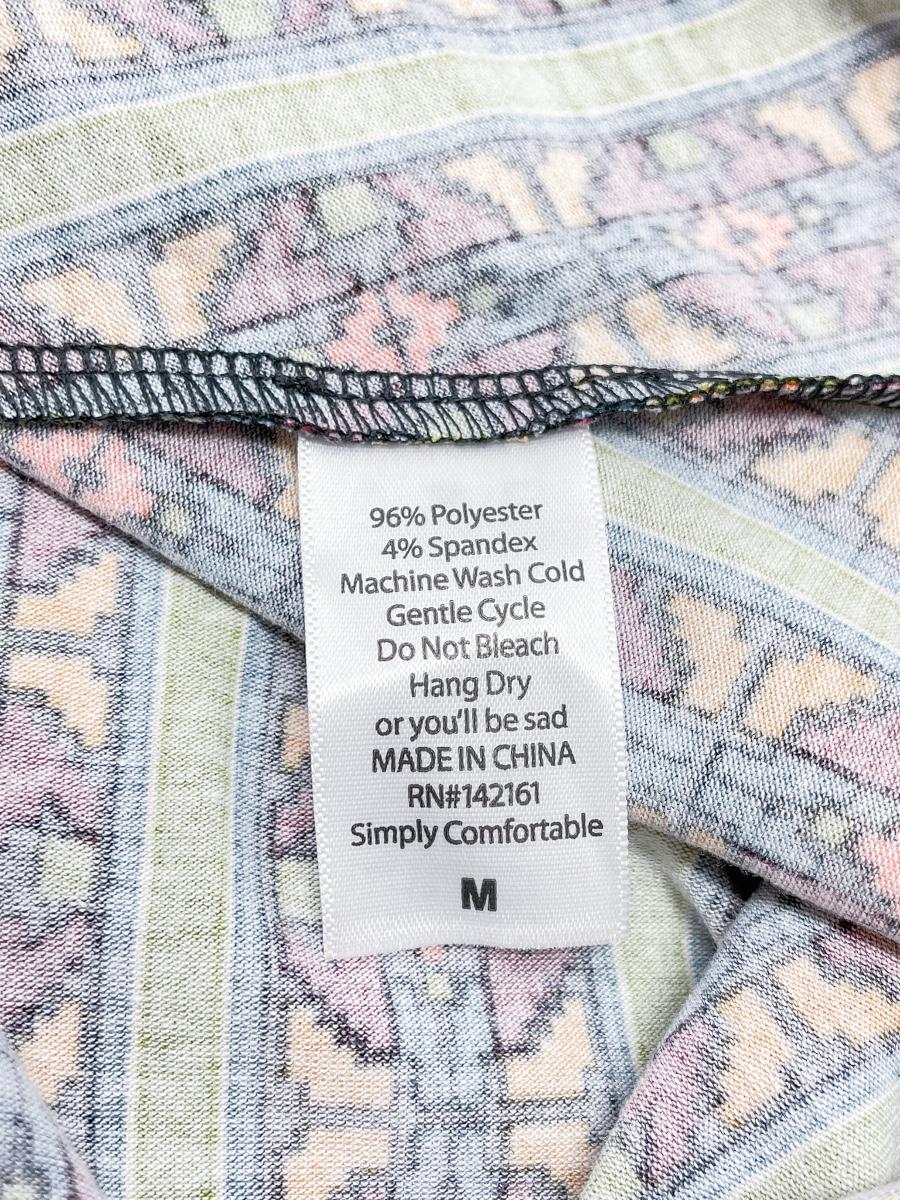 96% Polyester
4% Spandex
Machine Wash Cold
Gentle Cycle
Do Not Bleach
Hang Dry
or you'll be sad
MADE IN CHINA
RN#142161
Simply Comfortable
M